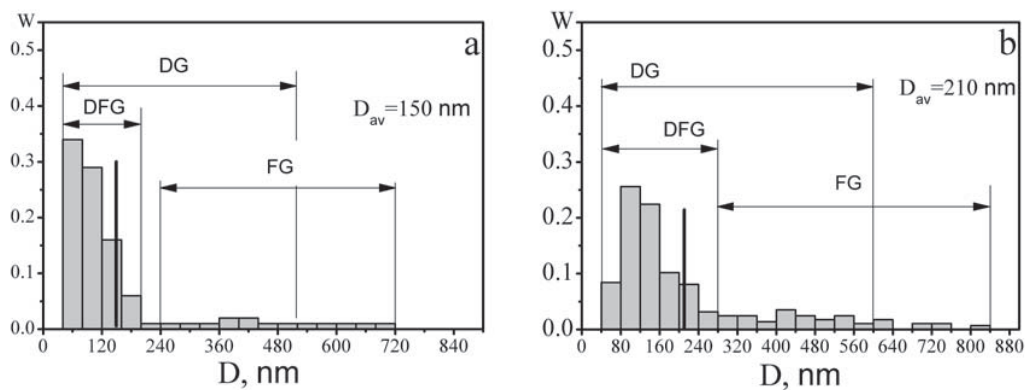 W
a
0.5
DG
0.4
DFG
D_av=150 nm
0.3
FG
0.2
0.1
0.0
0 120 240 360 480 600 720 840
D, nm
W
b
0.5
DG
D_av=210 nm
0.4
DFG
0.3
FG
0.2
0.1
0.0
0 80 160 240 320 400 480 560 640 720 800 880
D, nm